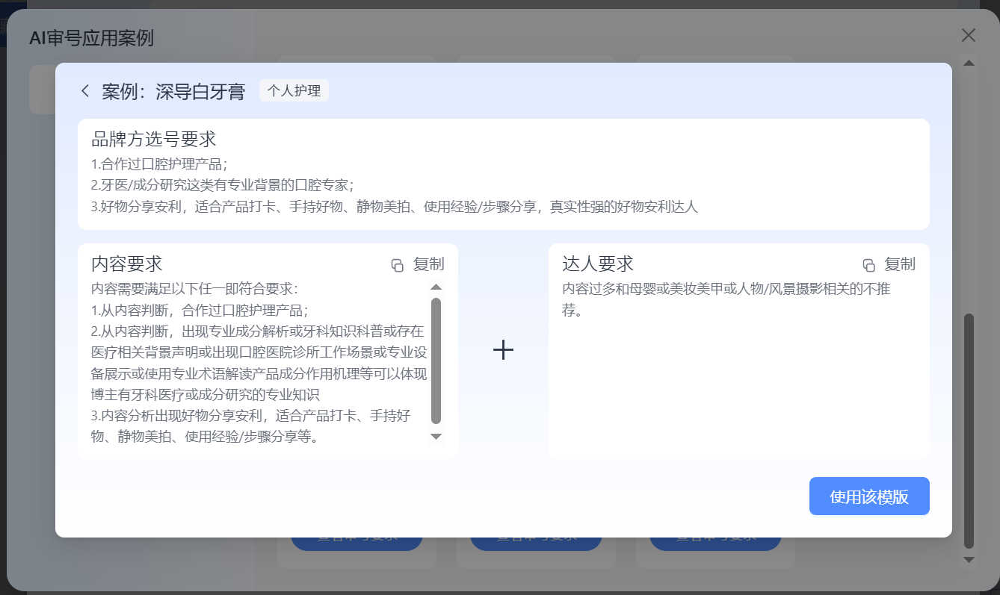 AI审号应用案例
案例：深导白牙膏
个人护理
品牌方选号要求
1.合作过口腔护理产品；
2.牙医/成分研究这类有专业背景的口腔专家；
3.好物分享安利，适合产品打卡、手持好物、静物美拍、使用经验/步骤分享，真实性强的好物安利达人
内容要求
复制
内容需要满足以下任一即符合要求：
1.从内容判断，合作过口腔护理产品；
2.从内容判断，出现专业成分解析或牙科知识科普或存在
医疗相关背景声明或出现口腔医院诊所工作场景或专业设
备展示或使用专业术语解读产品成分作用机理等可以体现
博主有牙科医疗或成分研究的专业知识
3.内容分析出现好物分享安利，适合产品打卡、手持好
物、静物美拍、使用经验/步骤分享等。
达人要求
复制
内容过多和母婴或美妆美甲或人物/风景摄影相关的不推
荐。
使用该模版